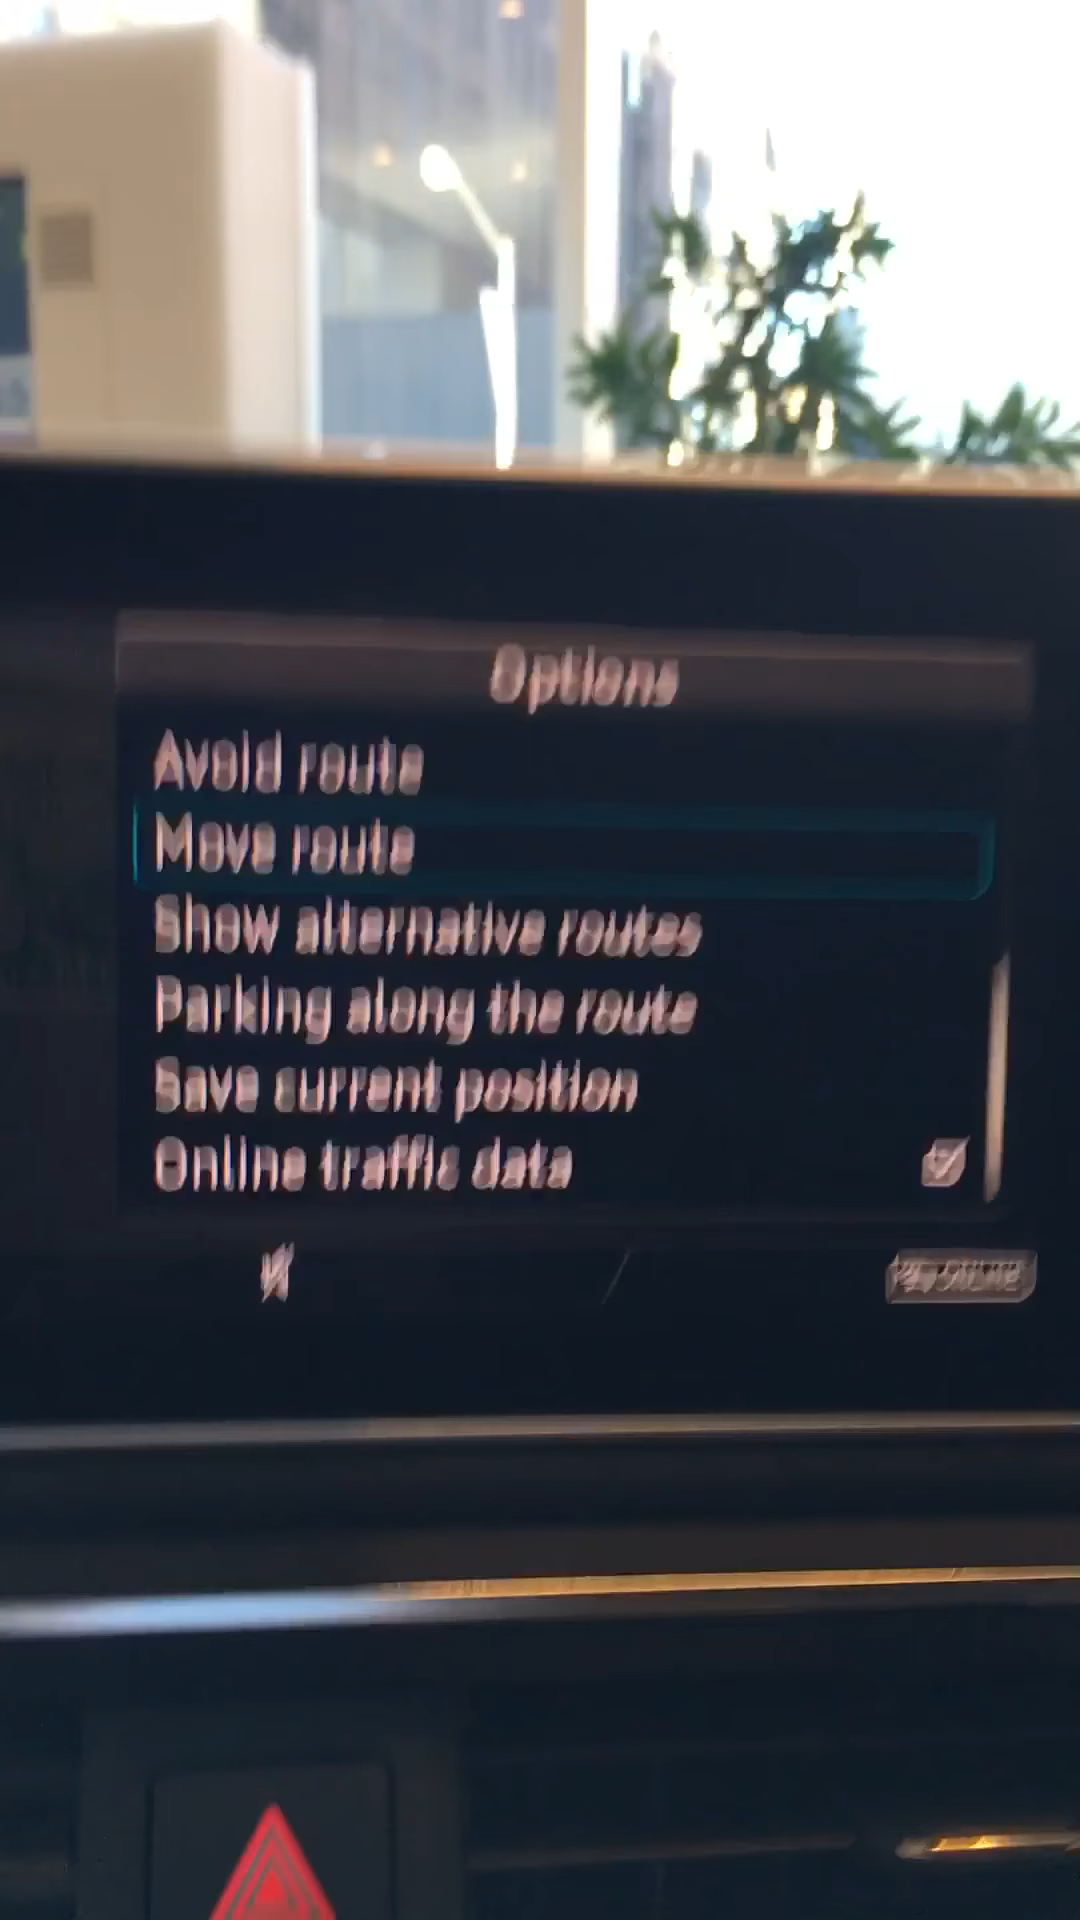 Options
Avoid route
Move route
Show alternative routes
Parking along the route
Save current position
Online traffic data